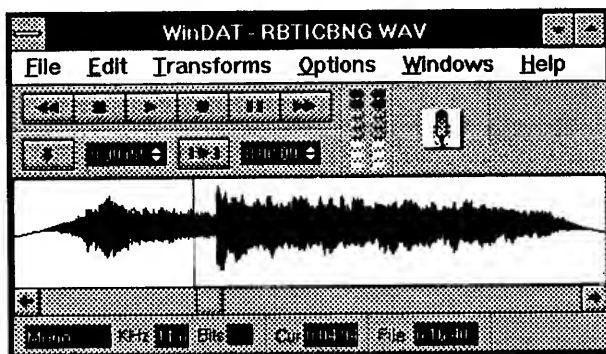 WinDAT - RBTICBNG WAV
File Edit Transforms Options Windows Help
Mono KHz Bits Cur File